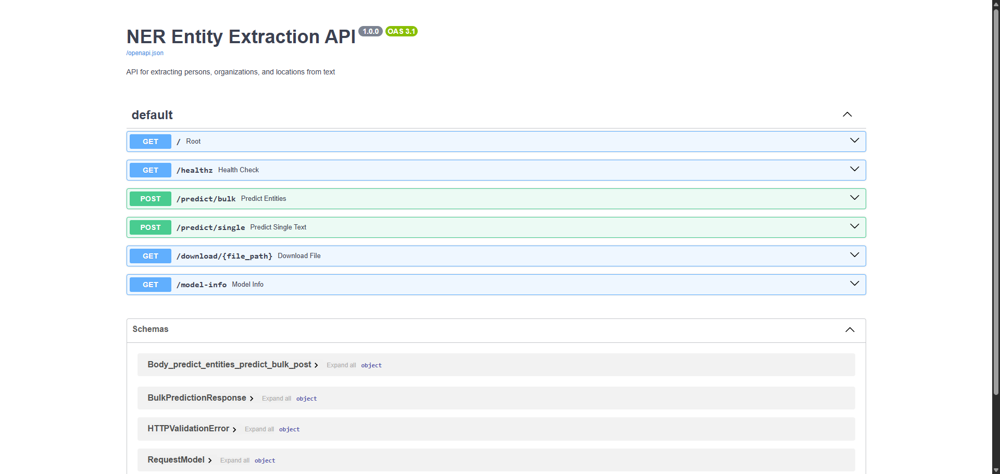 NER Entity Extraction API 1.0.0 OAS 3.1
/openapi.json
API for extracting persons, organizations, and locations from text
default
GET / Root
GET /healthz Health Check
POST /predict/bulk Predict Entities
POST /predict/single Predict Single Text
GET /download/{file_path} Download File
GET /model-info Model Info
Schemas
Body_predict_entities_predict_bulk_post Expand all object
BulkPredictionResponse Expand all object
HTTPValidationError Expand all object
RequestModel Expand all object